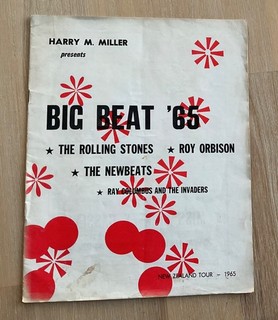 HARRY M. MILLER
presents
BIG BEAT '65
★ THE ROLLING STONES ★ ROY ORBISON
★ THE NEWBEATS
★ RAY COLUMBUS AND THE INVADERS
NEW ZEALAND TOUR – 1965